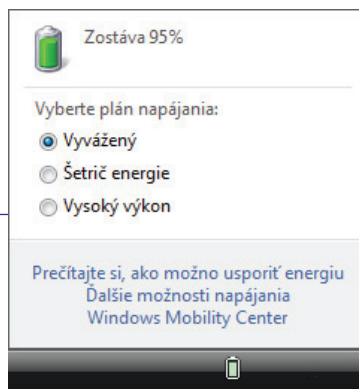 Zostáva 95%
Vyberte plán napájania:
Vyvážený
Šetrič energie
Vysoký výkon
Prečítajte si, ako možno usporiť energiu
Ďalšie možnosti napájania
Windows Mobility Center